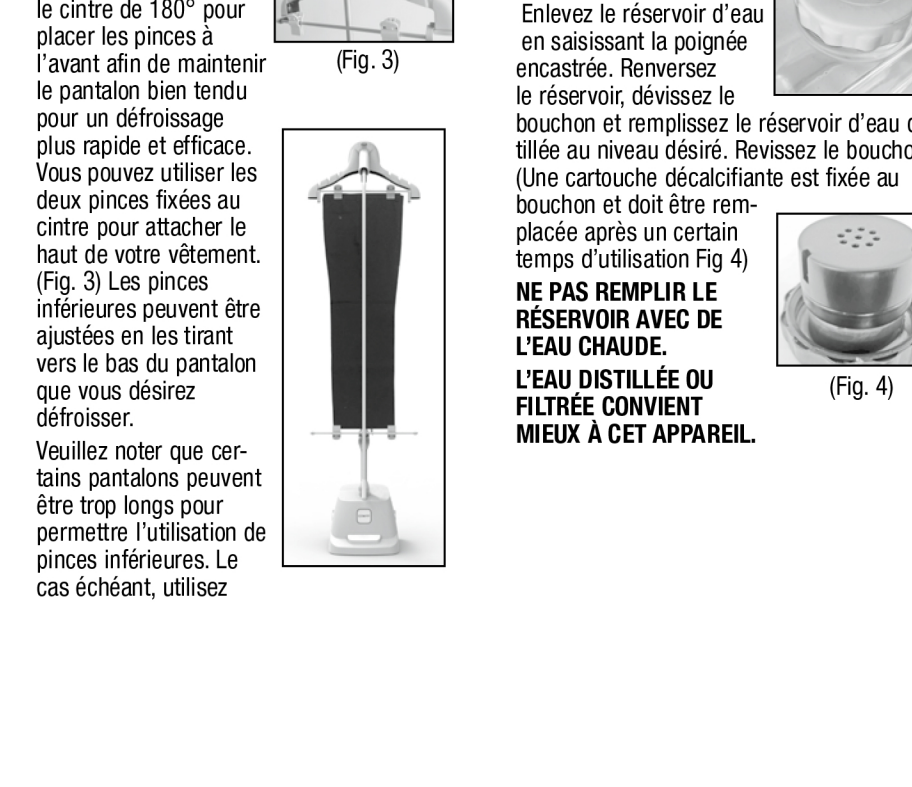 le cintre de 180° pour
placer les pinces à
l’avant afin de maintenir
le pantalon bien tendu
pour un défroissage
plus rapide et efficace.
Vous pouvez utiliser les
deux pinces fixées au
cintre pour attacher le
haut de votre vêtement.
(Fig. 3) Les pinces
inférieures peuvent être
ajustées en les tirant
vers le bas du pantalon
que vous désirez
défroisser.
Veuillez noter que cer-
tains pantalons peuvent
être trop longs pour
permettre l’utilisation de
pinces inférieures. Le
cas échéant, utilisez
(Fig. 3)
Enlevez le réservoir d’eau
en saisissant la poignée
encastrée. Renversez
le réservoir, dévissez le
bouchon et remplissez le réservoir d’eau
tillée au niveau désiré. Revissez le boucho
(Une cartouche décalcifiante est fixée au
bouchon et doit être rem-
placée après un certain
temps d’utilisation Fig 4)
NE PAS REMPLIR LE
RÉSERVOIR AVEC DE
L’EAU CHAUDE.
L’EAU DISTILLÉE OU
FILTRÉE CONVIENT
MIEUX À CET APPAREIL.
(Fig. 4)